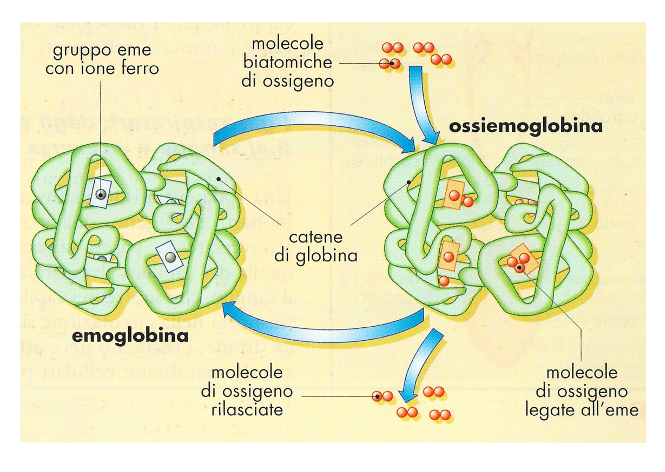 gruppo eme
con ione ferro
molecole
biatomiche
di ossigeno
ossiemoglobina
catene
di globina
emoglobina
molecole
di ossigeno
rilasciate
molecole
di ossigeno
legate all'eme